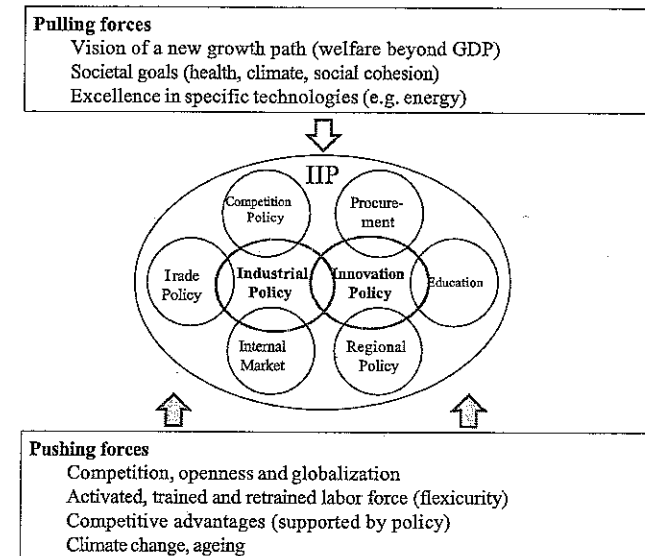 Pulling forces
Vision of a new growth path (welfare beyond GDP)
Societal goals (health, climate, social cohesion)
Excellence in specific technologies (e.g. energy)
IIP
Competition
Policy
Procure-
ment
Trade
Policy
Industrial
Policy
Innovation
Policy
Education
Internal
Market
Regional
Policy
Pushing forces
Competition, openness and globalization
Activated, trained and retrained labor force (flexicurity)
Competitive advantages (supported by policy)
Climate change, ageing